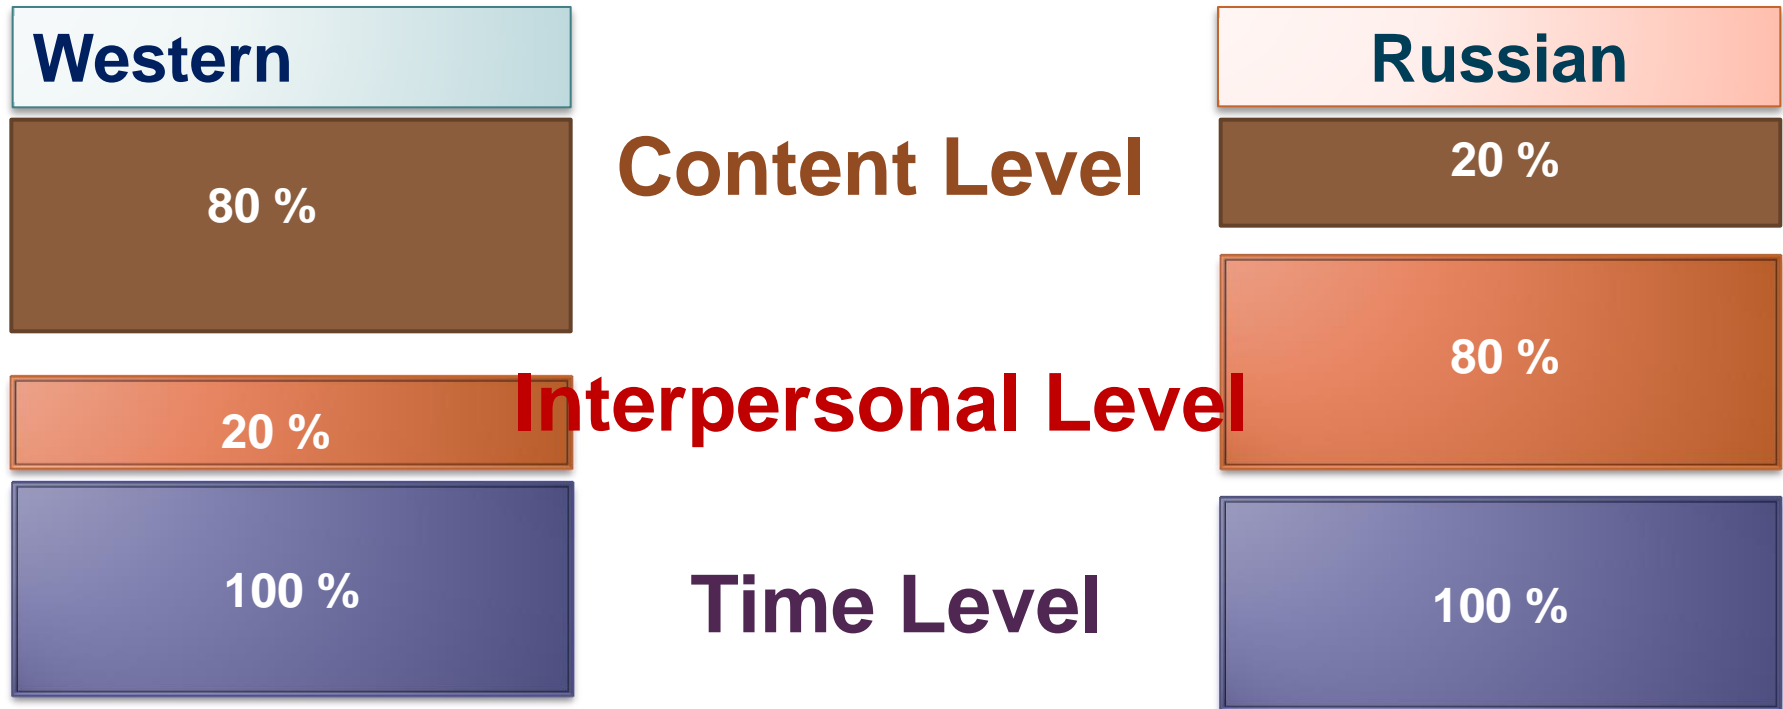 Western
Russian
80 %
Content Level
20 %
20 %
Interpersonal Level
80 %
100 %
Time Level
100 %